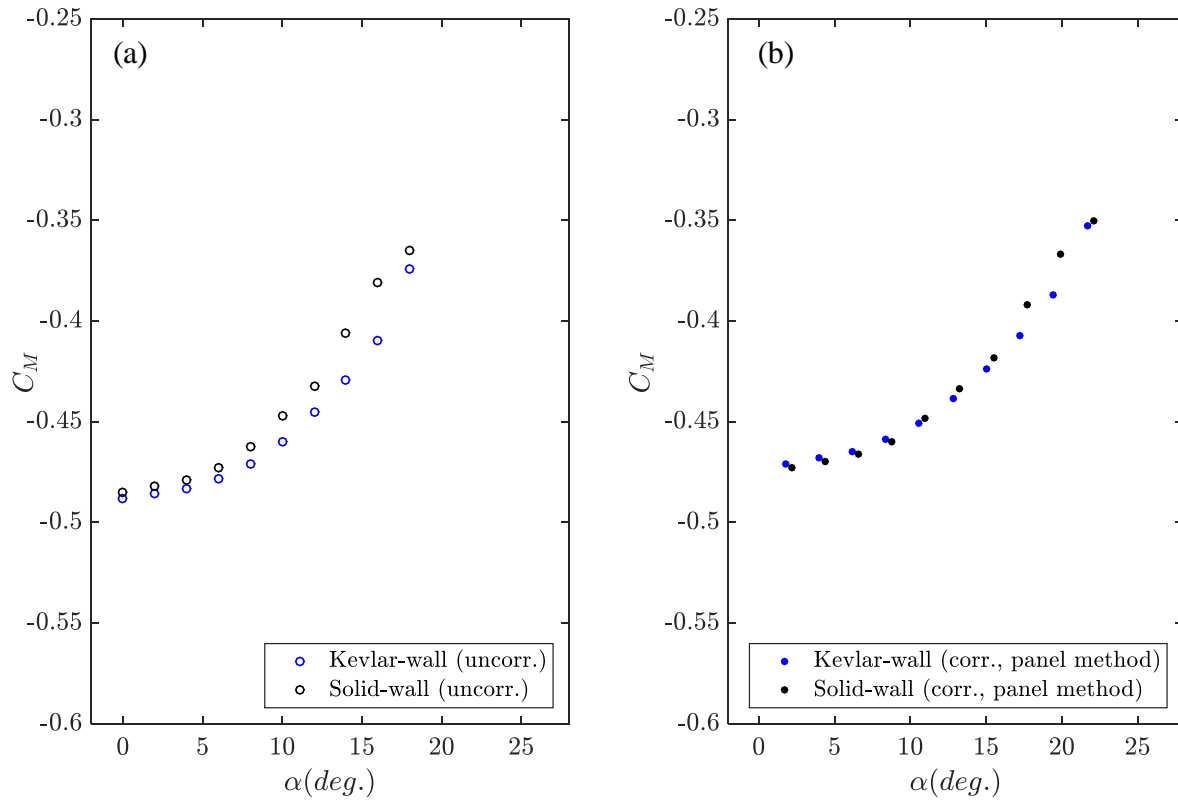 (a)
-0.25
-0.3
-0.35
-0.4
-0.45
-0.5
-0.55
-0.6
C_M
0 5 10 15 20 25
α(deg.)
Kevlar-wall (uncorr.)
Solid-wall (uncorr.)
(b)
-0.25
-0.3
-0.35
-0.4
-0.45
-0.5
-0.55
-0.6
C_M
0 5 10 15 20 25
α(deg.)
Kevlar-wall (corr., panel method)
Solid-wall (corr., panel method)